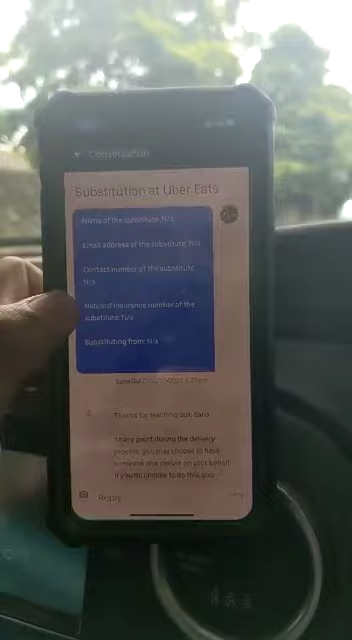 Conversation
Substitution at Uber Eats
Name of the substitute: N/a
Email address of the substitute: N/a
Contact number of the substitute:
N/a
National Insurance number of the
substitute: N/a
Substituting from: N/a
Thanks for reaching out,
At any point during the delivery
process, you may choose to have
someone else deliver on your behalf.
If you do choose to do this, you
Reply